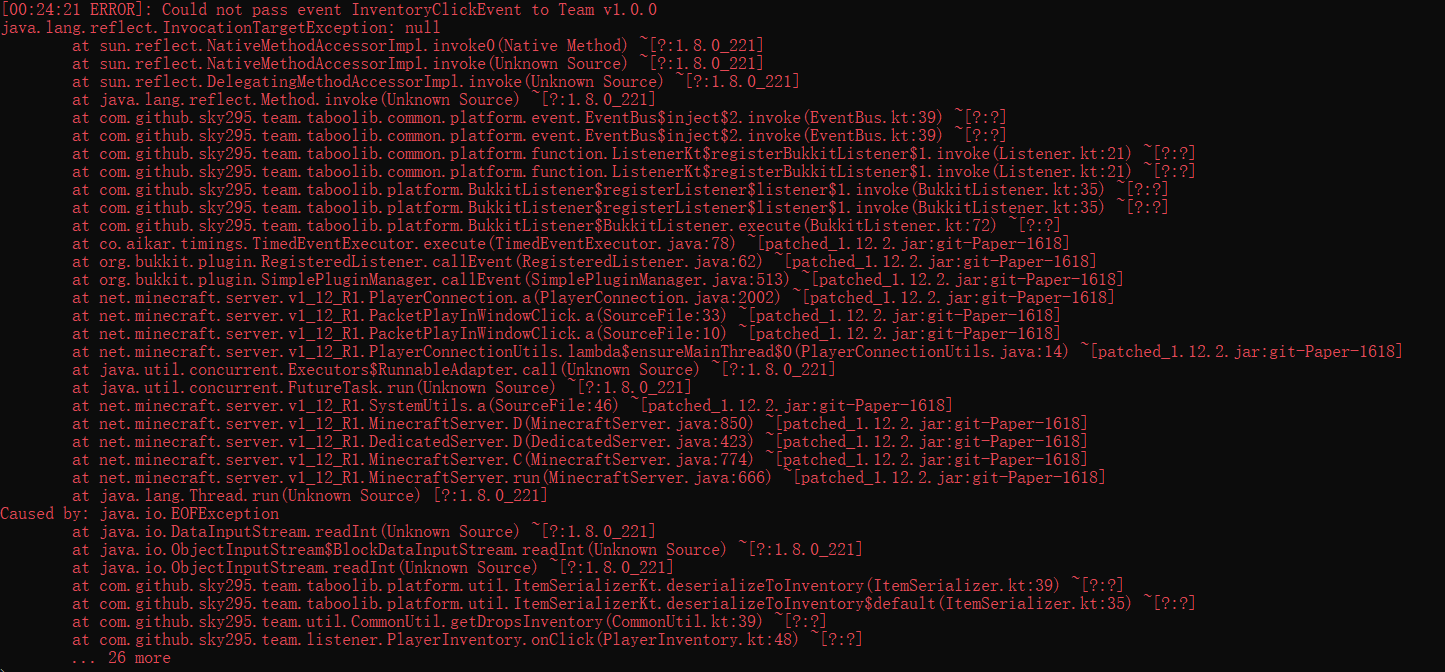 [00:24:21 ERROR]: Could not pass event InventoryClickEvent to Team v1.0.0
java.lang.reflect.InvocationTargetException: null
at sun.reflect.NativeMethodAccessorImpl.invoke0(Native Method) ~[?:1.8.0_221]
at sun.reflect.NativeMethodAccessorImpl.invoke(Unknown Source) ~[?:1.8.0_221]
at sun.reflect.DelegatingMethodAccessorImpl.invoke(Unknown Source) ~[?:1.8.0_221]
at java.lang.reflect.Method.invoke(Unknown Source) ~[?:1.8.0_221]
at com.github.sky295.team.taboolib.common.platform.event.EventBus$inject$2.invoke(EventBus.kt:39) ~[?:?]
at com.github.sky295.team.taboolib.common.platform.event.EventBus$inject$2.invoke(EventBus.kt:39) ~[?:?]
at com.github.sky295.team.taboolib.common.platform.function.ListenerKt$registerBukkitListener$1.invoke(Listener.kt:21) ~[?:?]
at com.github.sky295.team.taboolib.common.platform.function.ListenerKt$registerBukkitListener$1.invoke(Listener.kt:21) ~[?:?]
at com.github.sky295.team.taboolib.platform.BukkitListener$registerListener$listener$1.invoke(BukkitListener.kt:35) ~[?:?]
at com.github.sky295.team.taboolib.platform.BukkitListener$registerListener$listener$1.invoke(BukkitListener.kt:35) ~[?:?]
at com.github.sky295.team.taboolib.platform.BukkitListener$BukkitListener.execute(BukkitListener.kt:72) ~[?:?]
at co.aikar.timings.TimedEventExecutor.execute(TimedEventExecutor.java:78) ~[patched_1.12.2.jar:git-Paper-1618]
at org.bukkit.plugin.RegisteredListener.callEvent(RegisteredListener.java:62) ~[patched_1.12.2.jar:git-Paper-1618]
at org.bukkit.plugin.SimplePluginManager.callEvent(SimplePluginManager.java:513) ~[patched_1.12.2.jar:git-Paper-1618]
at net.minecraft.server.v1_12_R1.PlayerConnection.a(PlayerConnection.java:2002) ~[patched_1.12.2.jar:git-Paper-1618]
at net.minecraft.server.v1_12_R1.PacketPlayInWindowClick.a(SourceFile:33) ~[patched_1.12.2.jar:git-Paper-1618]
at net.minecraft.server.v1_12_R1.PacketPlayInWindowClick.a(SourceFile:10) ~[patched_1.12.2.jar:git-Paper-1618]
at net.minecraft.server.v1_12_R1.PlayerConnectionUtils.lambda$ensureMainThread$0(PlayerConnectionUtils.java:14) ~[patched_1.12.2.jar:git-Paper-1618]
at java.util.concurrent.Executors$RunnableAdapter.call(Unknown Source) ~[?:1.8.0_221]
at java.util.concurrent.FutureTask.run(Unknown Source) ~[?:1.8.0_221]
at net.minecraft.server.v1_12_R1.SystemUtils.a(SourceFile:46) ~[patched_1.12.2.jar:git-Paper-1618]
at net.minecraft.server.v1_12_R1.MinecraftServer.D(MinecraftServer.java:850) ~[patched_1.12.2.jar:git-Paper-1618]
at net.minecraft.server.v1_12_R1.DedicatedServer.D(DedicatedServer.java:423) ~[patched_1.12.2.jar:git-Paper-1618]
at net.minecraft.server.v1_12_R1.MinecraftServer.C(MinecraftServer.java:774) ~[patched_1.12.2.jar:git-Paper-1618]
at net.minecraft.server.v1_12_R1.MinecraftServer.run(MinecraftServer.java:666) ~[patched_1.12.2.jar:git-Paper-1618]
at java.lang.Thread.run(Unknown Source) [?:1.8.0_221]
Caused by: java.io.EOFException
at java.io.DataInputStream.readInt(Unknown Source) ~[?:1.8.0_221]
at java.io.ObjectInputStream$BlockDataInputStream.readInt(Unknown Source) ~[?:1.8.0_221]
at java.io.ObjectInputStream.readInt(Unknown Source) ~[?:1.8.0_221]
at com.github.sky295.team.taboolib.platform.util.ItemSerializerKt.deserializeToInventory(ItemSerializer.kt:39) ~[?:?]
at com.github.sky295.team.taboolib.platform.util.ItemSerializerKt.deserializeToInventory$default(ItemSerializer.kt:35) ~[?:?]
at com.github.sky295.team.util.CommonUtil.getDropsInventory(CommonUtil.kt:39) ~[?:?]
at com.github.sky295.team.listener.PlayerInventory.onClick(PlayerInventory.kt:48) ~[?:?]
... 26 more